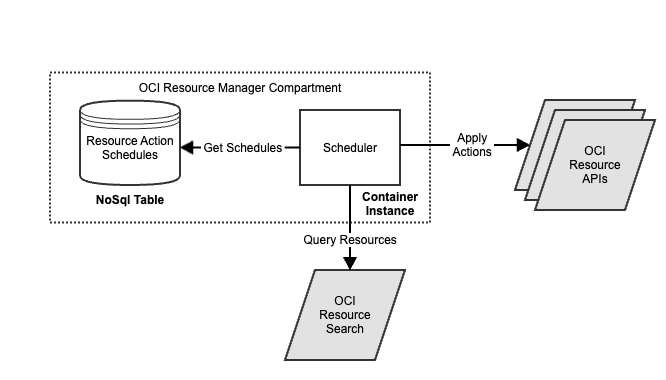 OCI Resource Manager Compartment
Resource Action
Schedules
NoSql Table
Get Schedules
Scheduler
Container
Instance
Apply
Actions
OCI
Resource
APIs
Query Resources
OCI
Resource
Search